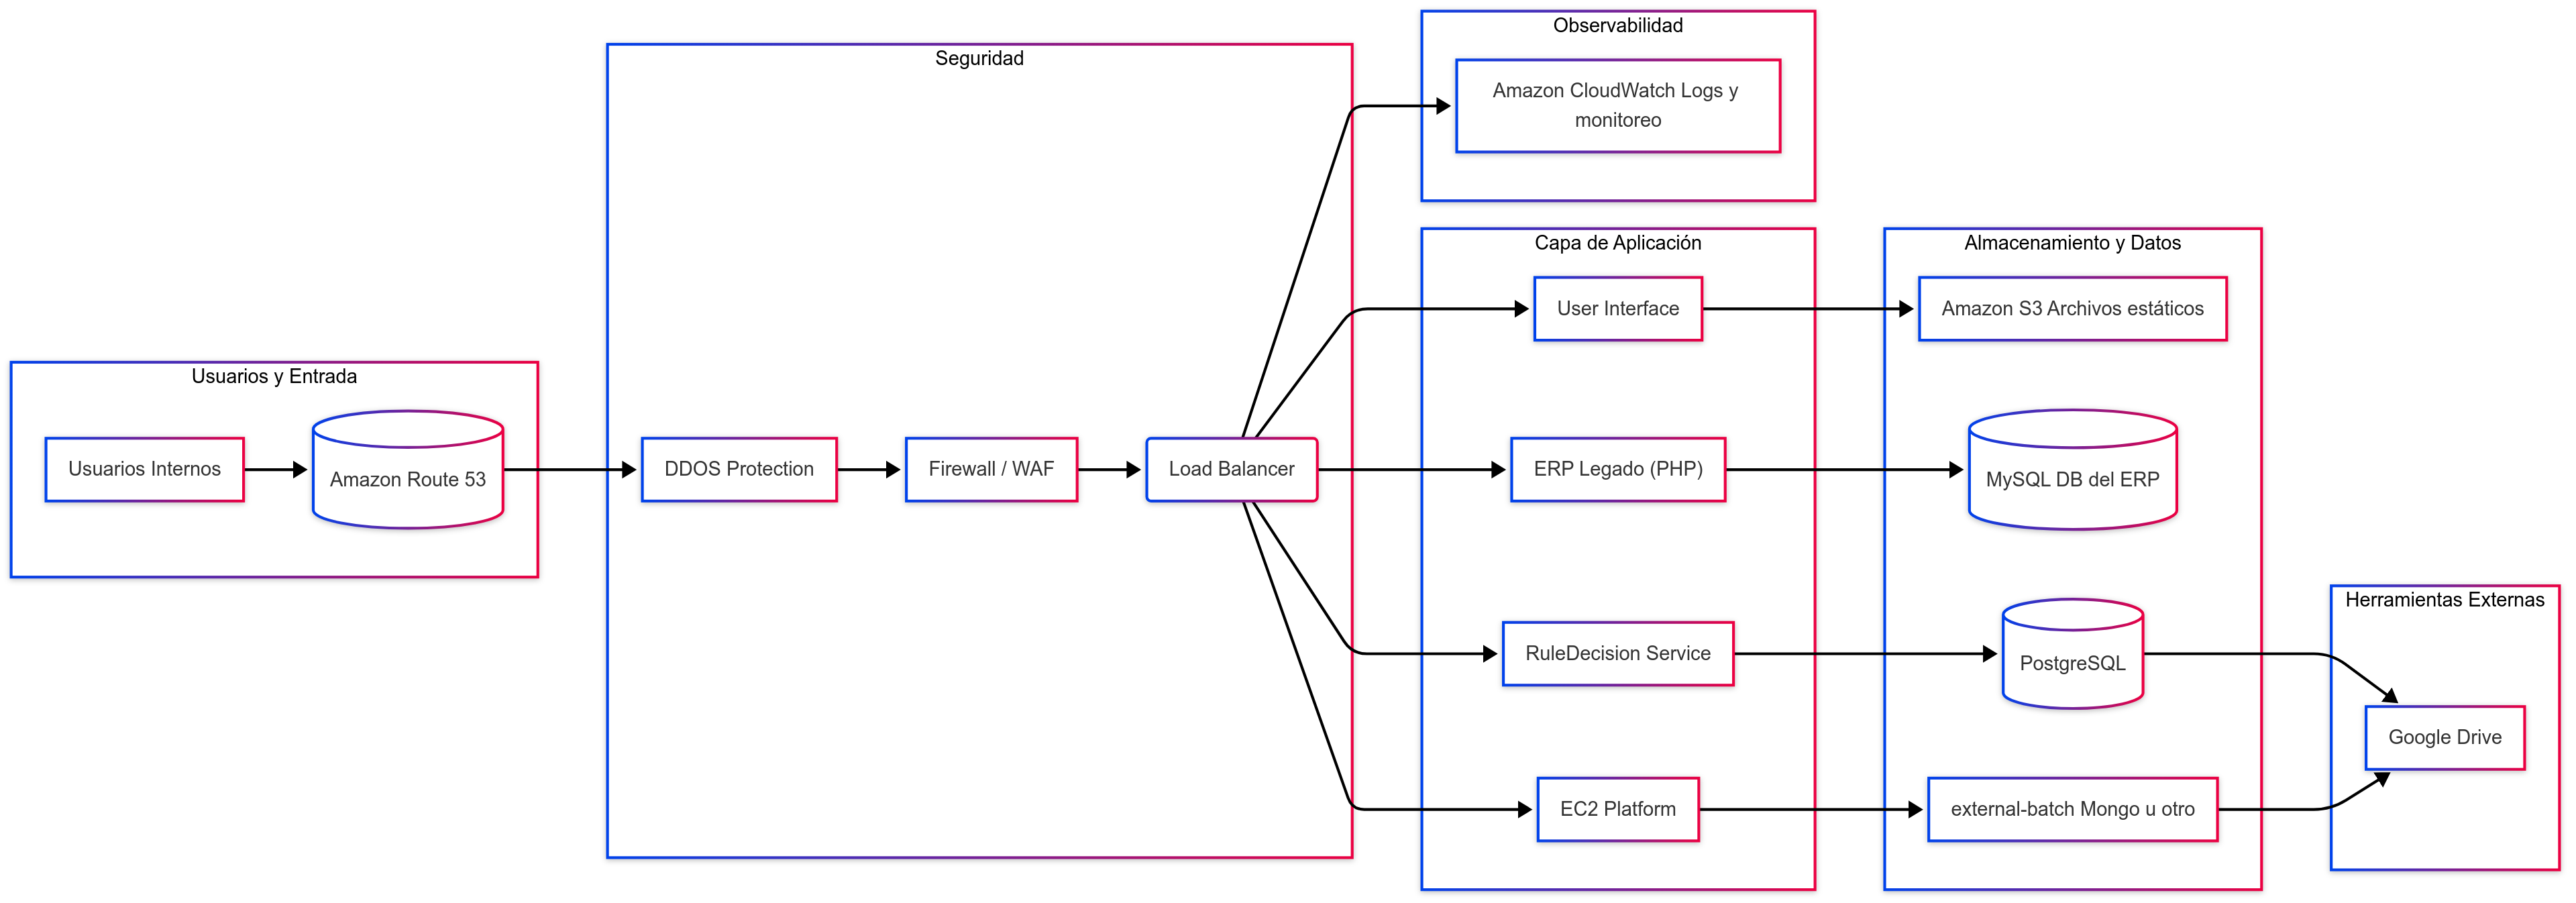 Usuarios y Entrada
Usuarios Internos
Amazon Route 53
Seguridad
DDOS Protection
Firewall / WAF
Load Balancer
Observabilidad
Amazon CloudWatch Logs y
monitoreo
Capa de Aplicación
User Interface
ERP Legado (PHP)
RuleDecision Service
EC2 Platform
Almacenamiento y Datos
Amazon S3 Archivos estáticos
MySQL DB del ERP
PostgreSQL
external-batch Mongo u otro
Herramientas Externas
Google Drive